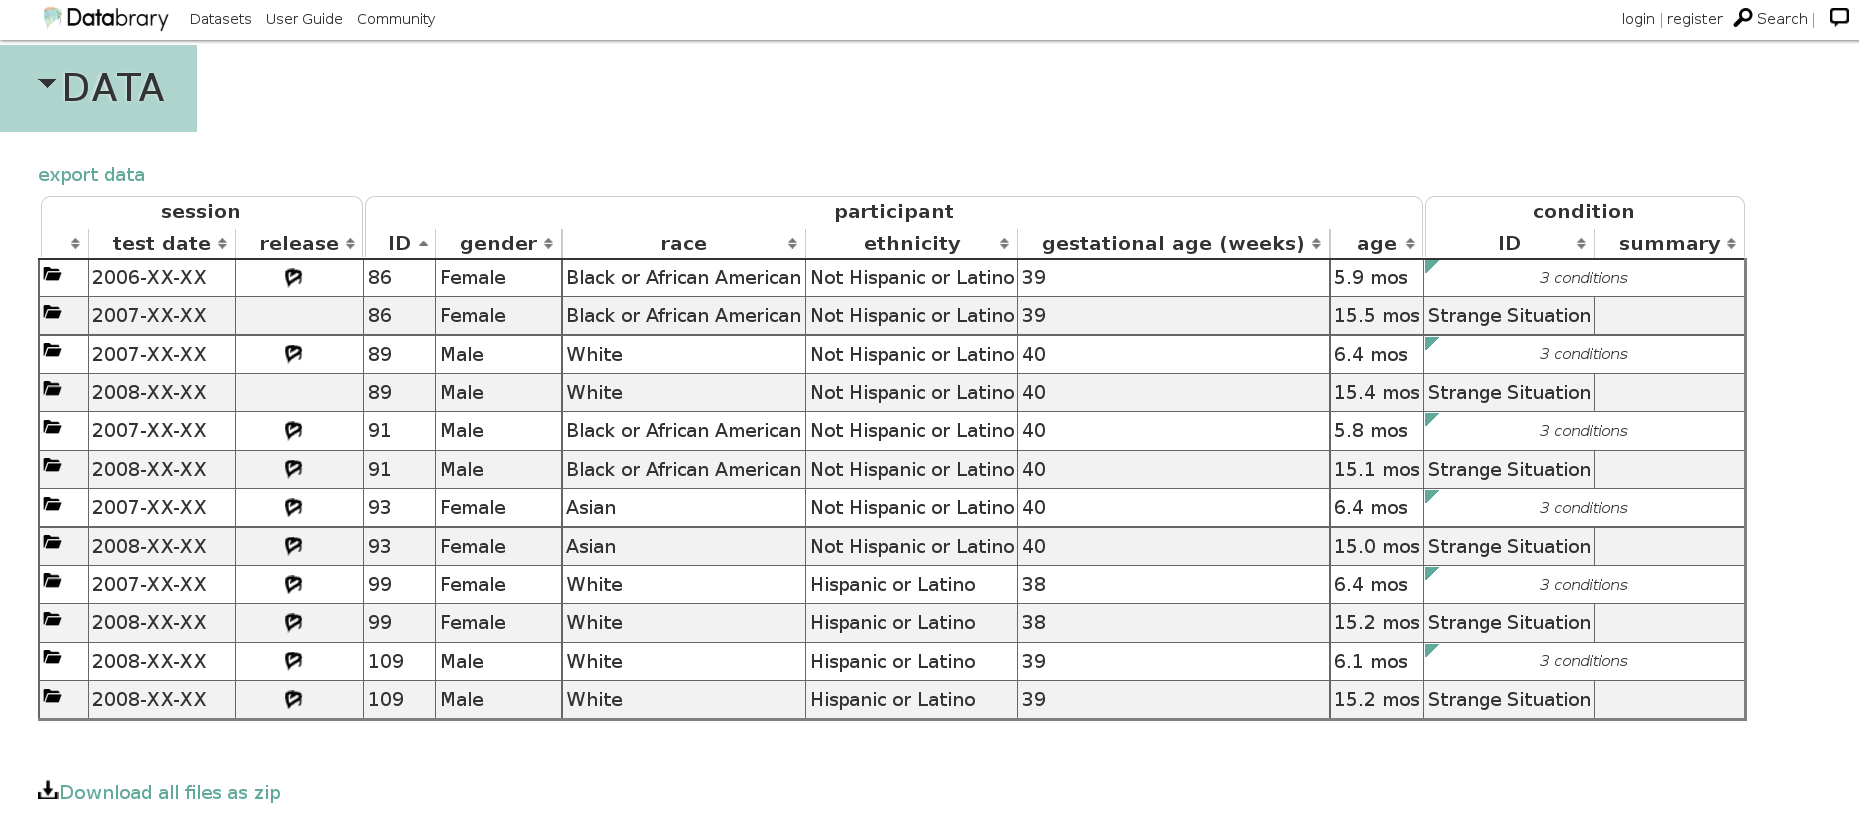 Databrary Datasets User Guide Community login | register Search |
DATA
export data
session participant condition
test date release ID gender race ethnicity gestational age (weeks) age ID summary
2006-XX-XX 86 Female Black or African American Not Hispanic or Latino 39 5.9 mos 3 conditions
2007-XX-XX 86 Female Black or African American Not Hispanic or Latino 39 15.5 mos Strange Situation
2007-XX-XX 89 Male White Not Hispanic or Latino 40 6.4 mos 3 conditions
2008-XX-XX 89 Male White Not Hispanic or Latino 40 15.4 mos Strange Situation
2007-XX-XX 91 Male Black or African American Not Hispanic or Latino 40 5.8 mos 3 conditions
2008-XX-XX 91 Male Black or African American Not Hispanic or Latino 40 15.1 mos Strange Situation
2007-XX-XX 93 Female Asian Not Hispanic or Latino 40 6.4 mos 3 conditions
2008-XX-XX 93 Female Asian Not Hispanic or Latino 40 15.0 mos Strange Situation
2007-XX-XX 99 Female White Hispanic or Latino 38 6.4 mos 3 conditions
2008-XX-XX 99 Female White Hispanic or Latino 38 15.2 mos Strange Situation
2008-XX-XX 109 Male White Hispanic or Latino 39 6.1 mos 3 conditions
2008-XX-XX 109 Male White Hispanic or Latino 39 15.2 mos Strange Situation
Download all files as zip